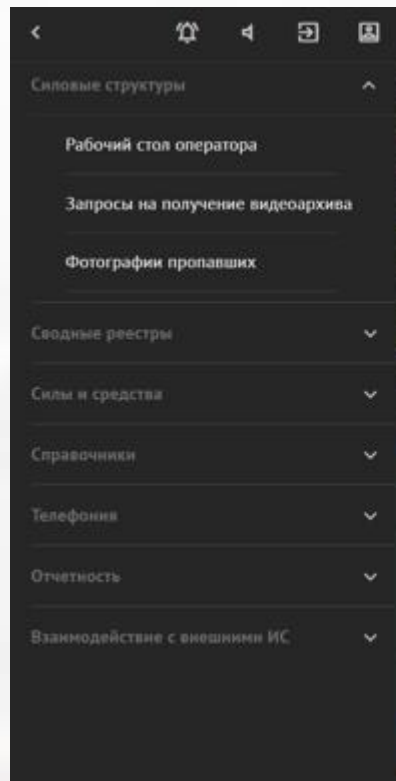 Силовые структуры
Рабочий стол оператора
Запросы на получение видеоархива
Фотографии пропавших
Сводные реестры
Силы и средства
Справочники
Телефония
Отчетность
Взаимодействие с внешними ИС